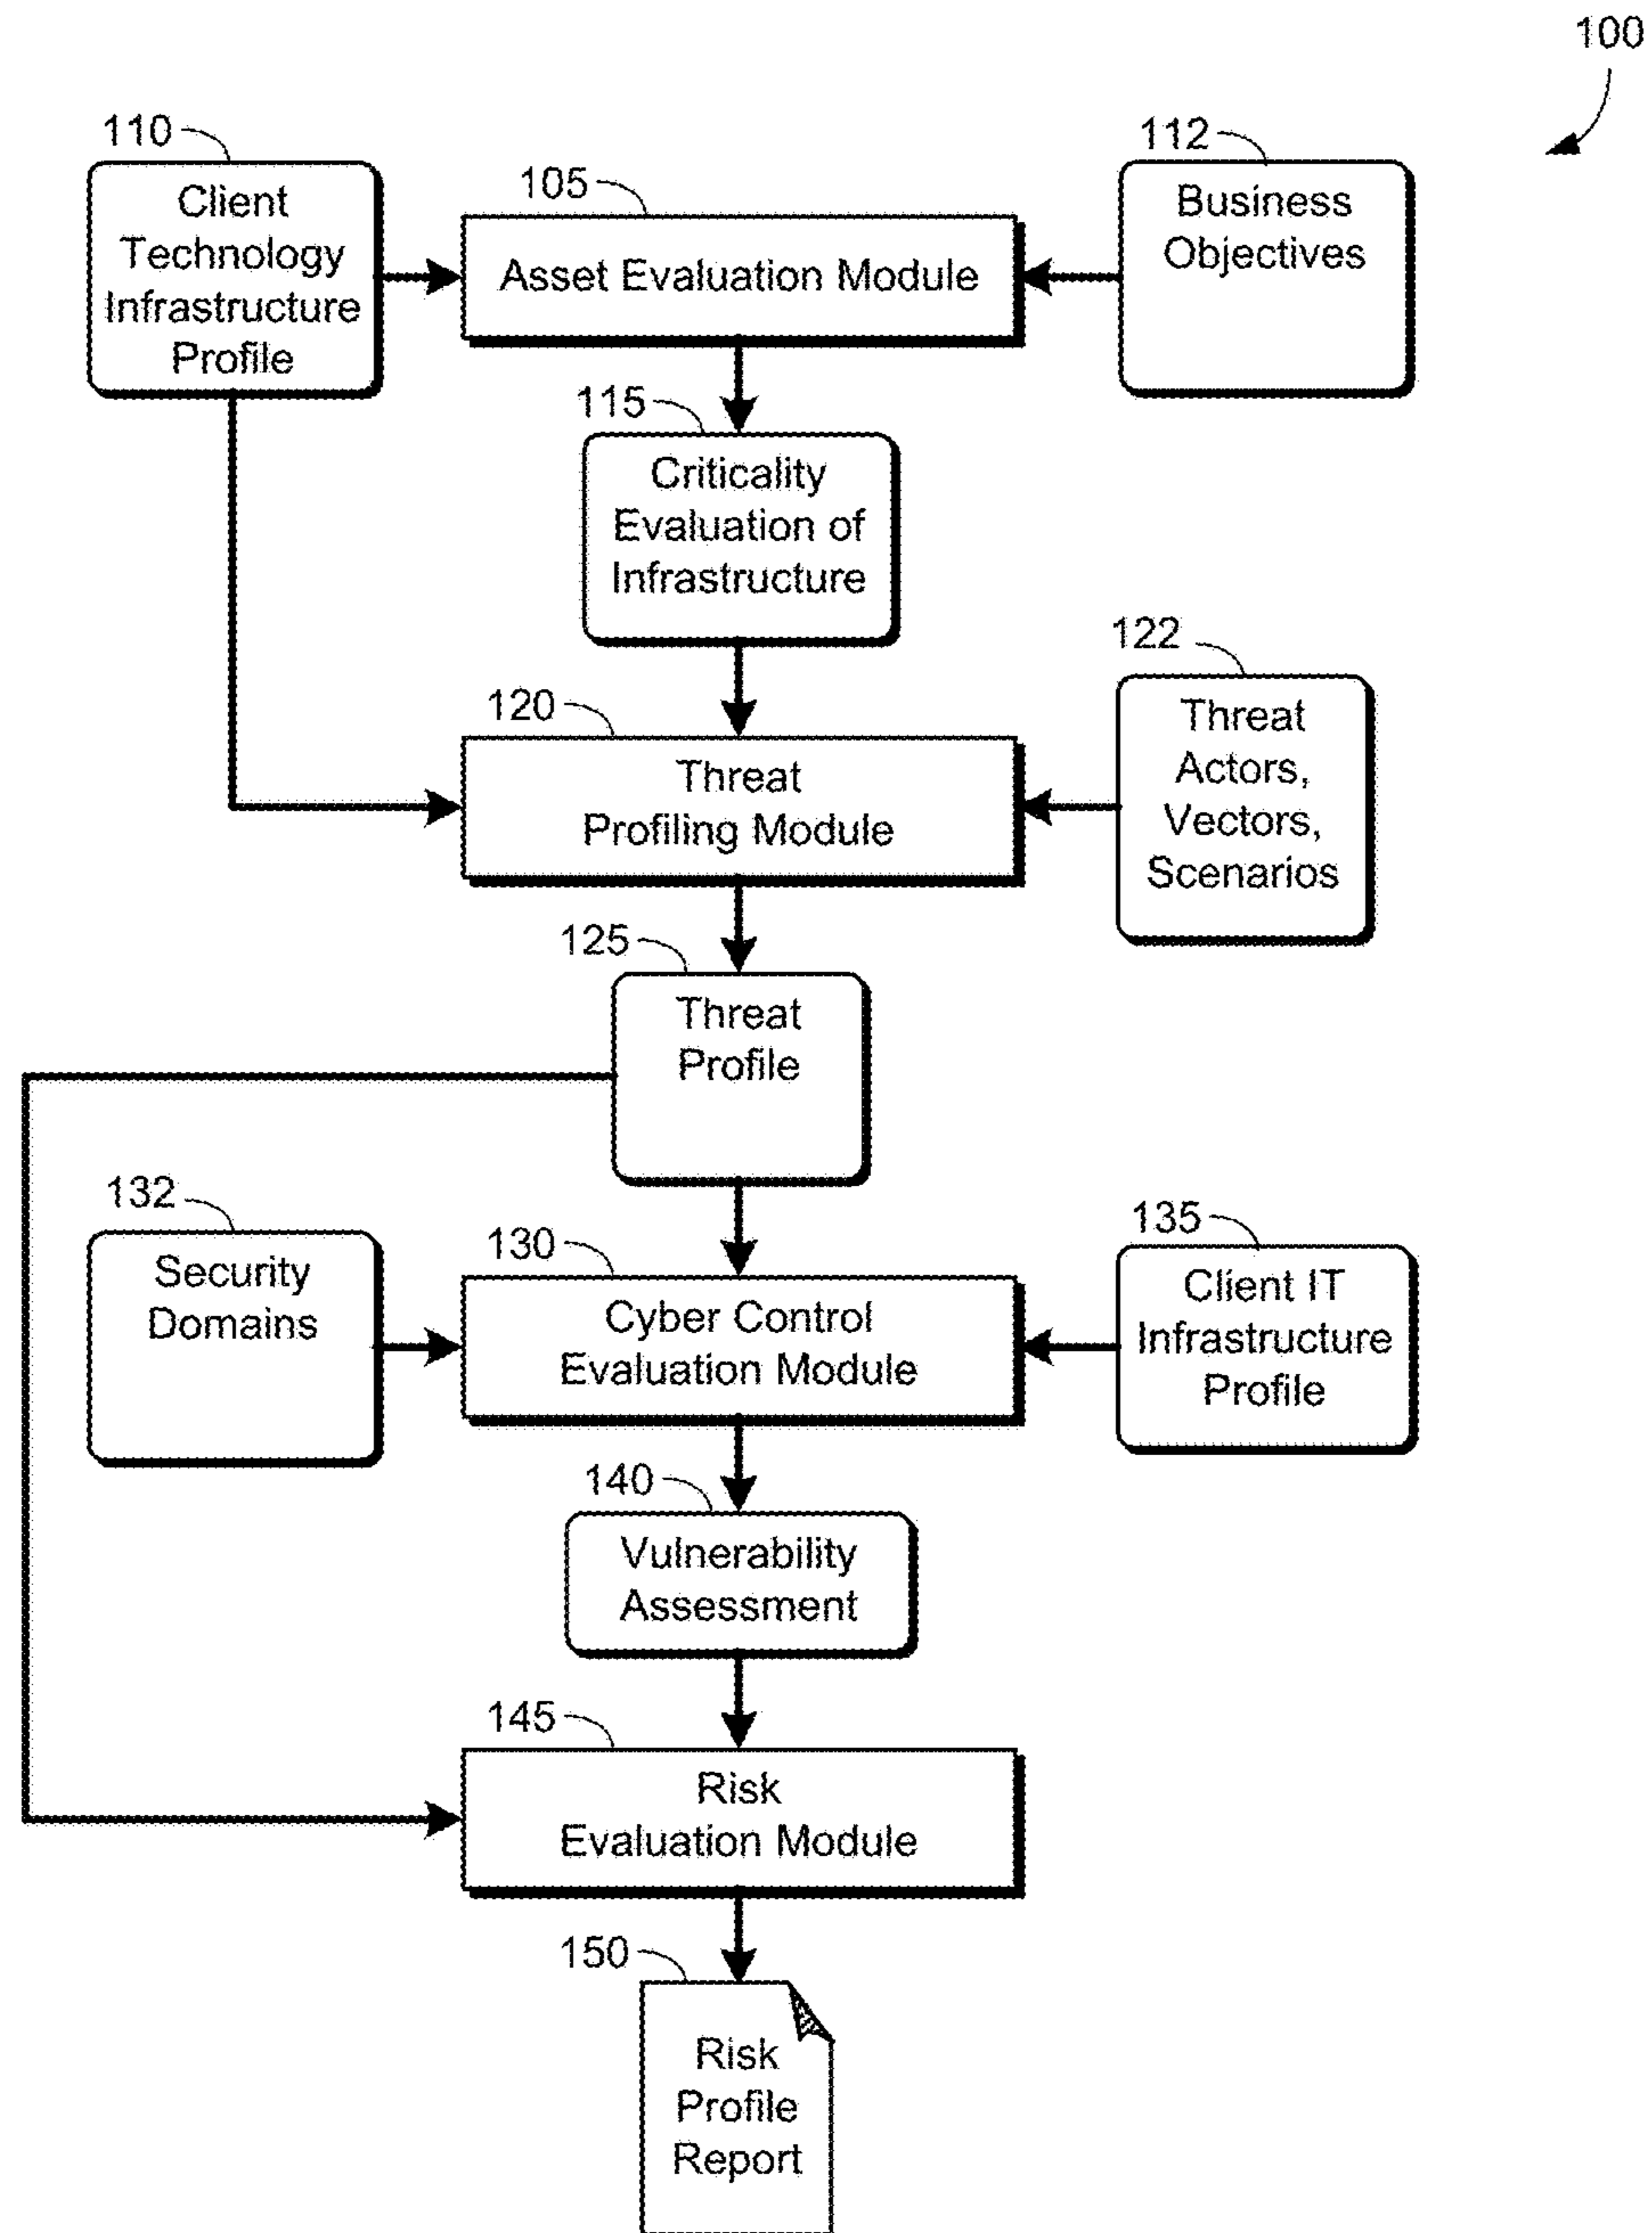 100
110
Client
Technology
Infrastructure
Profile
105
Asset Evaluation Module
112
Business
Objectives
115
Criticality
Evaluation of
Infrastructure
120
Threat
Profiling Module
122
Threat
Actors,
Vectors,
Scenarios
125
Threat
Profile
132
Security
Domains
130
Cyber Control
Evaluation Module
135
Client IT
Infrastructure
Profile
140
Vulnerability
Assessment
145
Risk
Evaluation Module
150
Risk
Profile
Report